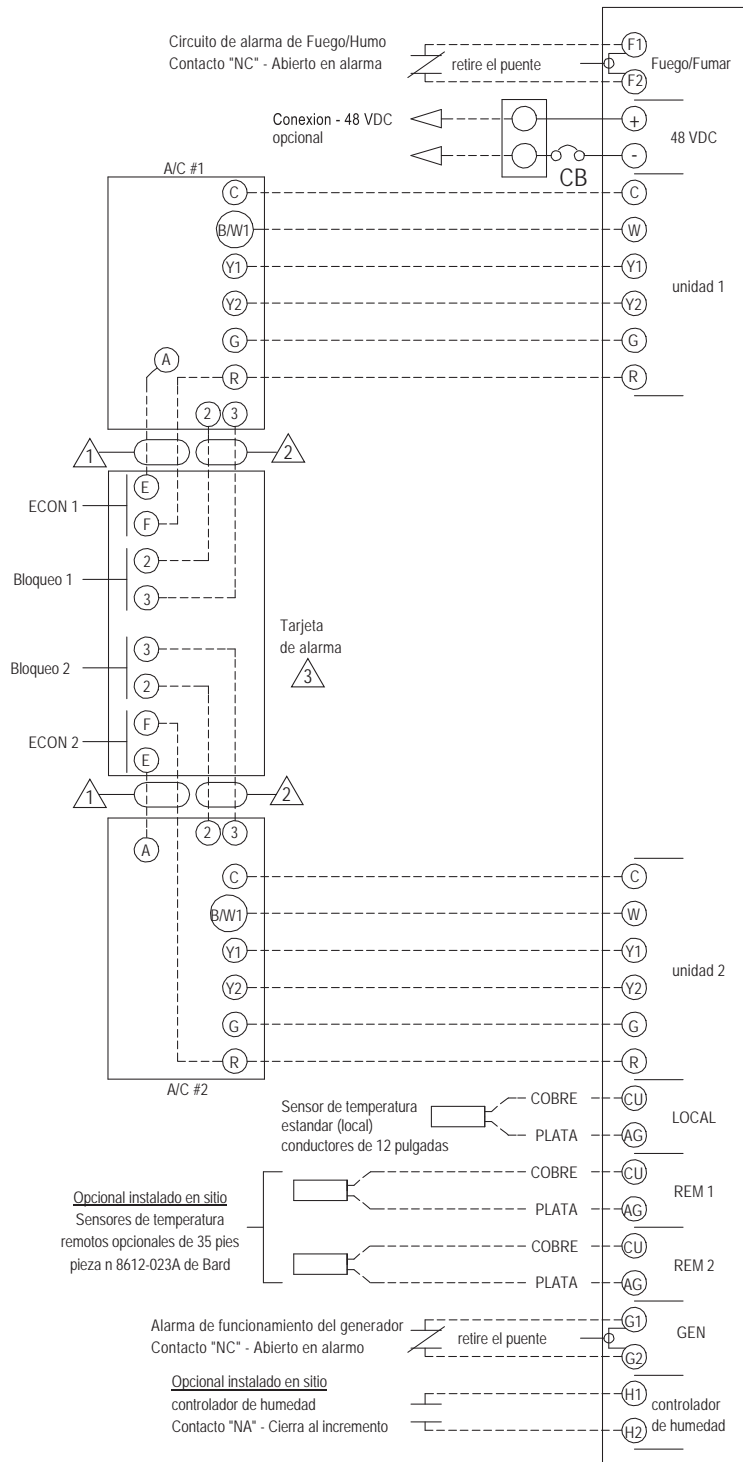 Circuito de alarma de Fuego/Humo
Contacto "NC" - Abierto en alarma
retire el puente
F1
F2
Fuego/Fumar
Conexion - 48 VDC
opcional
CB
+
-
48 VDC
A/C #1
C
B/W1
Y1
Y2
G
R
A
2
3
C
W
Y1
Y2
G
R
unidad 1
1
2
ECON 1
E
F
Bloqueo 1
2
3
Tarjeta
de alarma
3
Bloqueo 2
3
2
ECON 2
F
E
1
2
A
2
3
C
B/W1
Y1
Y2
G
R
A/C #2
C
W
Y1
Y2
G
R
unidad 2
Sensor de temperatura
estandar (local)
conductores de 12 pulgadas
COBRE
PLATA
CU
AG
LOCAL
Opcional instalado en sitio
Sensores de temperatura
remotos opcionales de 35 pies
pieza n 8612-023A de Bard
COBRE
PLATA
CU
AG
REM 1
COBRE
PLATA
CU
AG
REM 2
Alarma de funcionamiento del generador
Contacto "NC" - Abierto en alarmo
retire el puente
G1
G2
GEN
Opcional instalado en sitio
controlador de humedad
Contacto "NA" - Cierra al incremento
H1
H2
controlador
de humedad